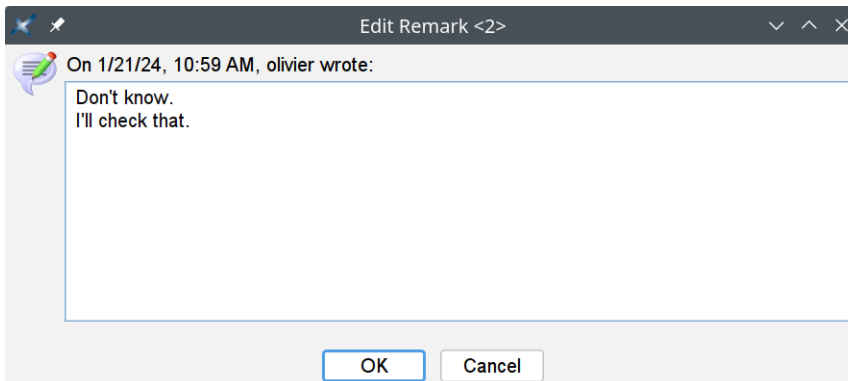 Edit Remark <2>
On 1/21/24, 10:59 AM, olivier wrote:
Don't know.
I'll check that.
OK Cancel